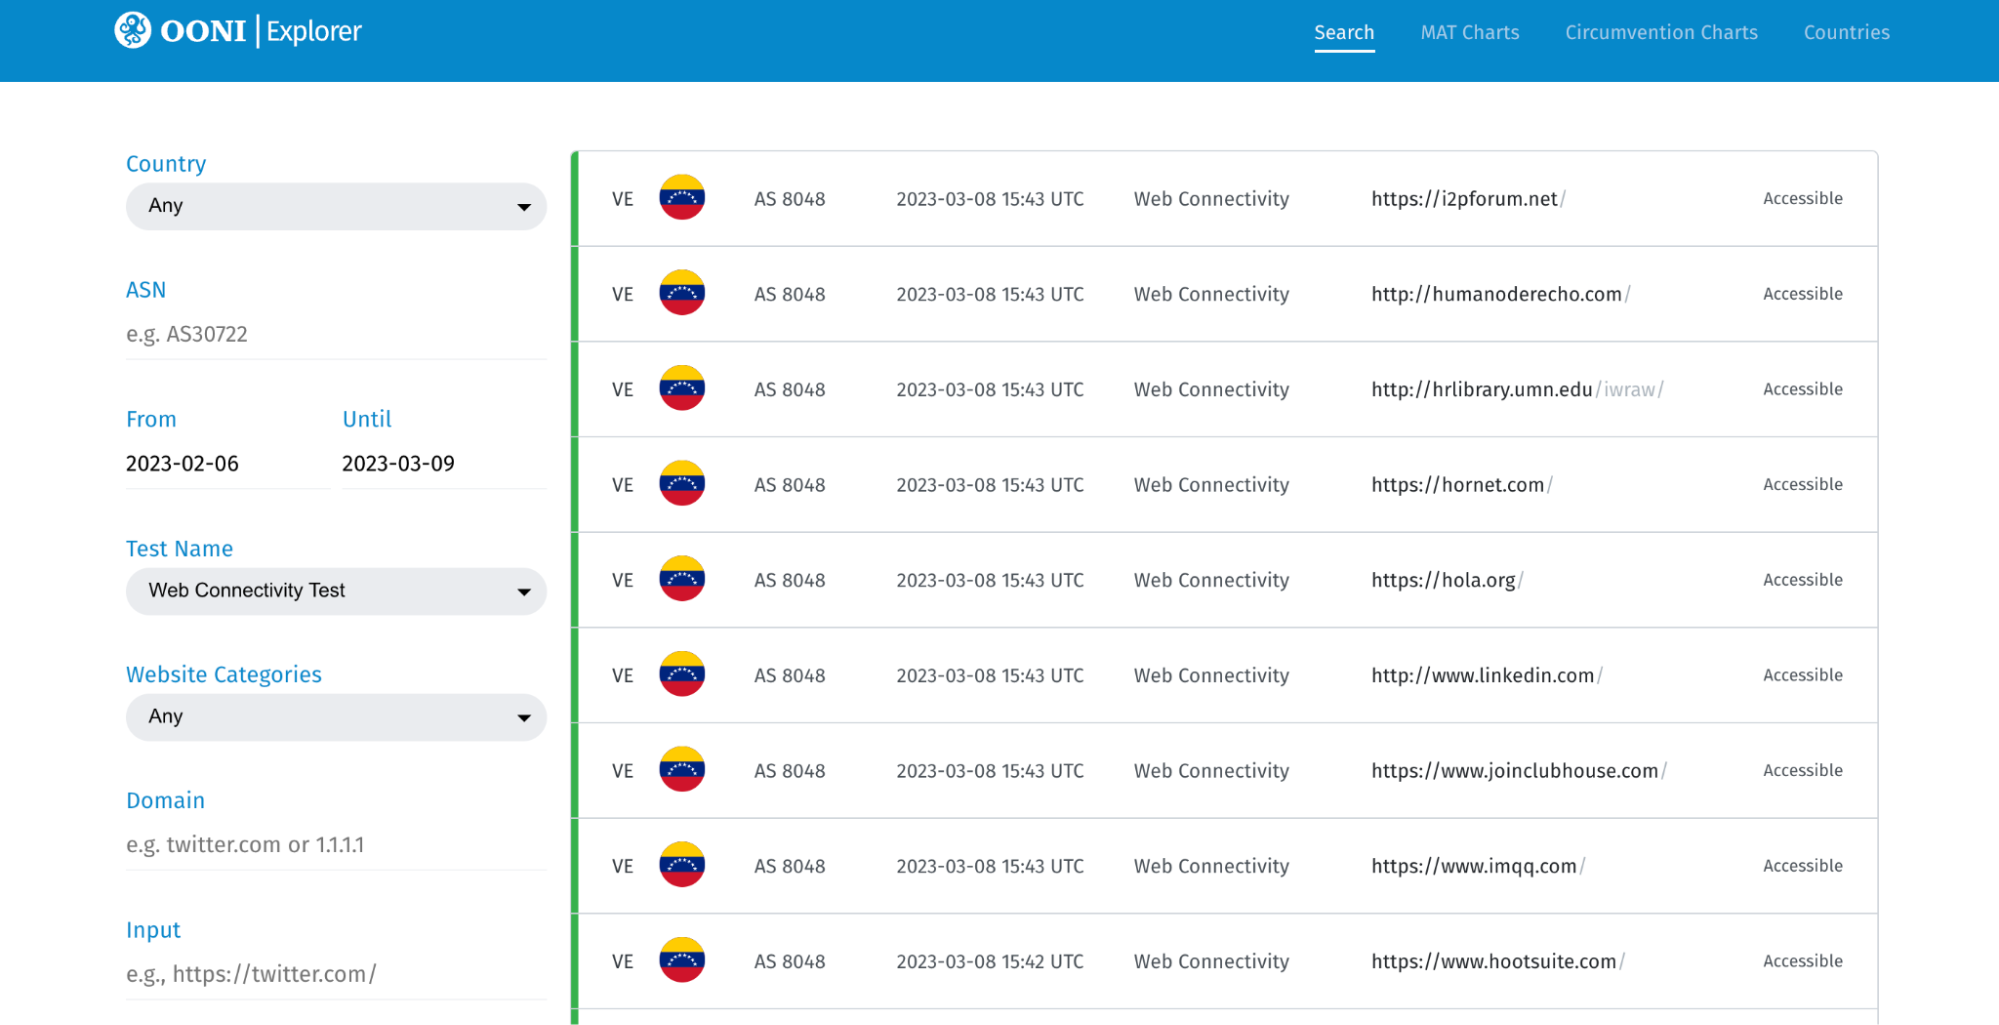 OONI Explorer
Search MAT Charts Circumvention Charts Countries
Country
Any
ASN
e.g. AS30722
From Until
2023-02-06 2023-03-09
Test Name
Web Connectivity Test
Website Categories
Any
Domain
e.g. twitter.com or 1.1.1.1
Input
e.g., https://twitter.com/
VE AS 8048 2023-03-08 15:43 UTC Web Connectivity https://i2pforum.net/ Accessible
VE AS 8048 2023-03-08 15:43 UTC Web Connectivity http://humanoderecho.com/ Accessible
VE AS 8048 2023-03-08 15:43 UTC Web Connectivity http://hrlibrary.umn.edu/iwraw/ Accessible
VE AS 8048 2023-03-08 15:43 UTC Web Connectivity https://hornet.com/ Accessible
VE AS 8048 2023-03-08 15:43 UTC Web Connectivity https://hola.org/ Accessible
VE AS 8048 2023-03-08 15:43 UTC Web Connectivity http://www.linkedin.com/ Accessible
VE AS 8048 2023-03-08 15:43 UTC Web Connectivity https://www.joinclubhouse.com/ Accessible
VE AS 8048 2023-03-08 15:43 UTC Web Connectivity https://www.imqq.com/ Accessible
VE AS 8048 2023-03-08 15:42 UTC Web Connectivity https://www.hootsuite.com/ Accessible